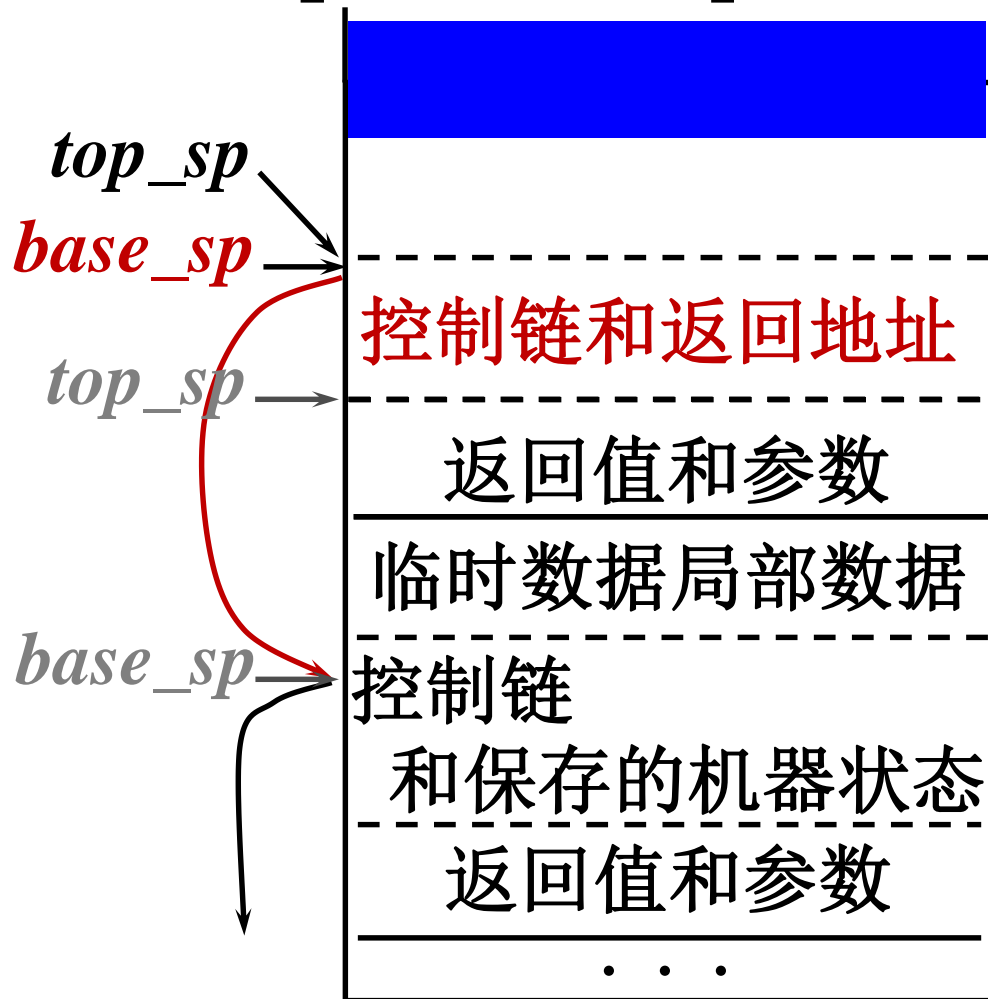 top_sp
base_sp
控制链和返回地址
top_sp
返回值和参数
临时数据局部数据
base_sp
控制链
和保存的机器状态
返回值和参数
. . .